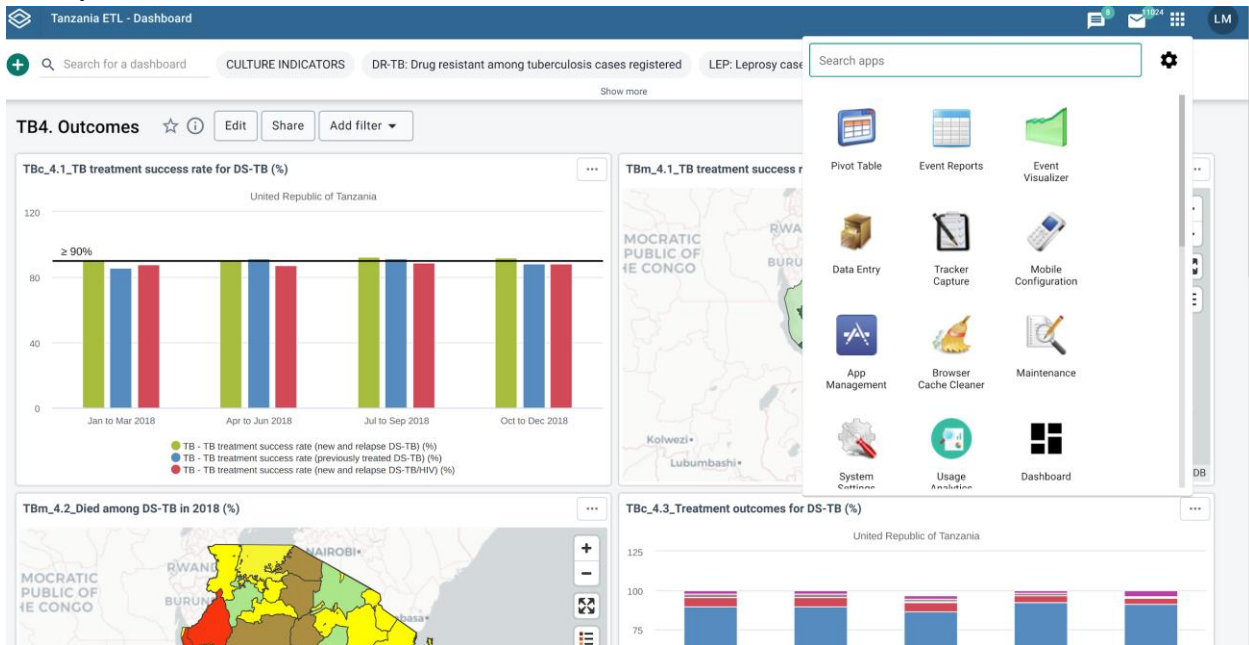 Tanzania ETL - Dashboard
8
11024
LM
Search for a dashboard
CULTURE INDICATORS
DR-TB: Drug resistant among tuberculosis cases registered
LEP: Leprosy case
Show more
Search apps
TB4. Outcomes
Edit
Share
Add filter
TBc_4.1_TB treatment success rate for DS-TB (%)
United Republic of Tanzania
120
80
40
0
≥ 90%
Jan to Mar 2018
Apr to Jun 2018
Jul to Sep 2018
Oct to Dec 2018
TB - TB treatment success rate (new and relapse DS-TB) (%)
TB - TB treatment success rate (previously treated DS-TB) (%)
TB - TB treatment success rate (new and relapse DS-TB/HIV) (%)
TBm_4.1_TB treatment success r
MOCRATIC
PUBLIC OF
HE CONGO
RWA
BURU
Kolwezi
Lubumbashi
DB
Pivot Table
Event Reports
Event
Visualizer
Data Entry
Tracker
Capture
Mobile
Configuration
App
Management
Browser
Cache Cleaner
Maintenance
System
Settings
Usage
Analytics
Dashboard
TBm_4.2_Died among DS-TB in 2018 (%)
MOCRATIC
PUBLIC OF
HE CONGO
RWAND
BURUN
NAIROBI
basa
TBc_4.3_Treatment outcomes for DS-TB (%)
United Republic of Tanzania
125
100
75